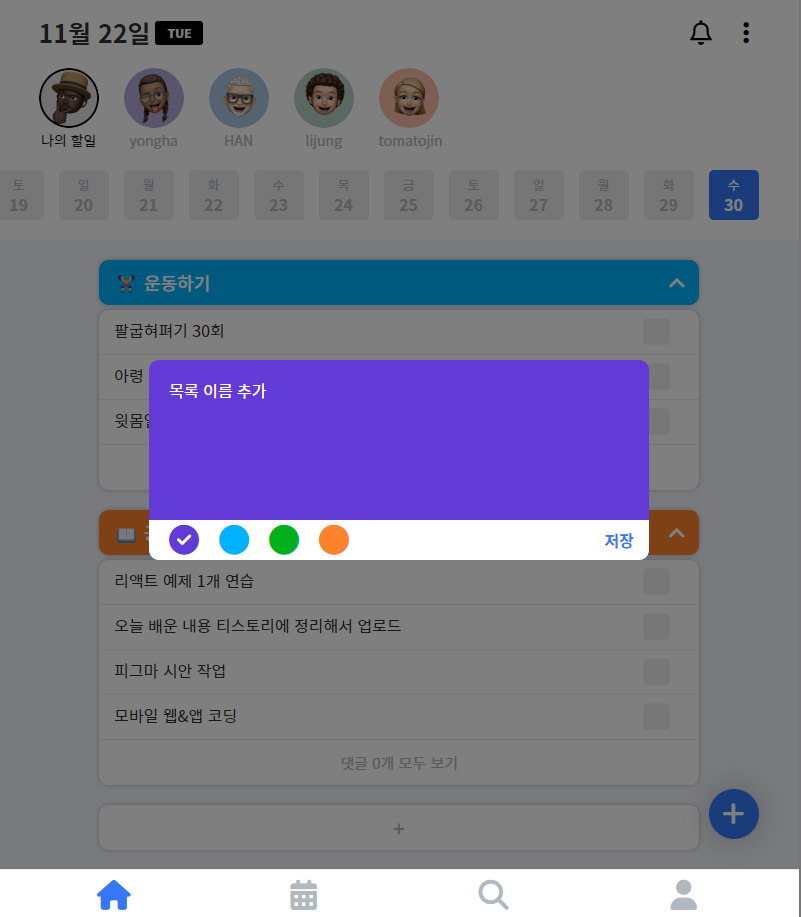 11월 22일 TUE
나의 할일 yongha HAN lijung tomatojin
토 일 월 화 수 목 금 토 일 월 화 수
19 20 21 22 23 24 25 26 27 28 29 30
운동하기
팔굽혀펴기 30회
아령
윗몸일
목록 이름 추가
저장
리액트 예제 1개 연습
오늘 배운 내용 티스토리에 정리해서 업로드
피그마 시안 작업
모바일 웹&앱 코딩
댓글 0개 모두 보기
+